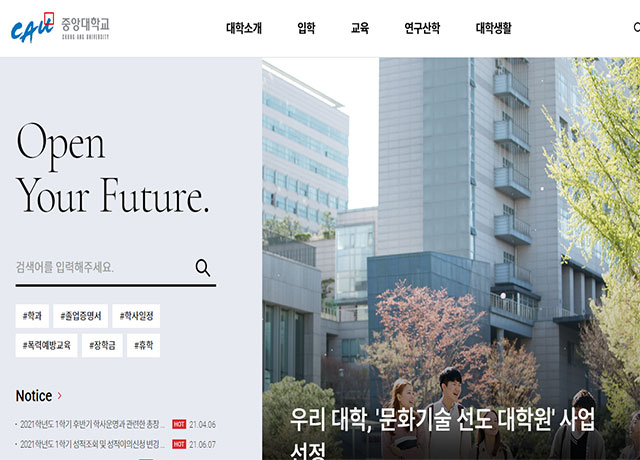 CAU 중앙대학교
CHUNG ANG UNIVERSITY
대학소개 입학 교육 연구산학 대학생활
Open
Your Future.
검색어를 입력해주세요.
#학과 #졸업증명서 #학사일정
#폭력예방교육 #장학금 #휴학
Notice >
· 2021학년도 1학기 후반기 학사운영과 관련한 총장 ... HOT 21.04.06
· 2021학년도 1학기 성적조회 및 성적이의신청 변경 ... HOT 21.06.07
우리 대학, '문화기술 선도 대학원' 사업
선정